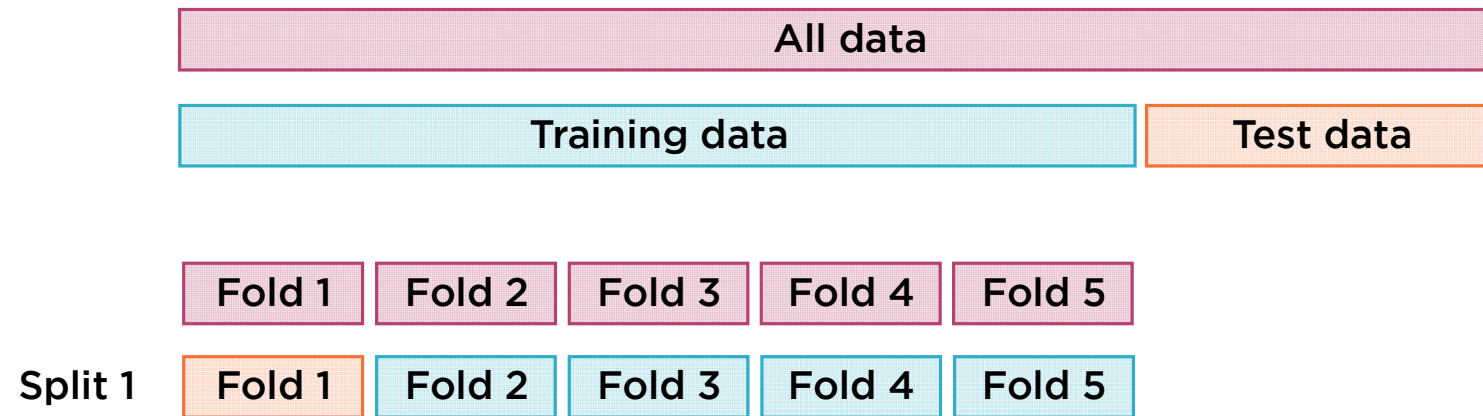 All data
Training data Test data
Fold 1 Fold 2 Fold 3 Fold 4 Fold 5
Split 1 Fold 1 Fold 2 Fold 3 Fold 4 Fold 5